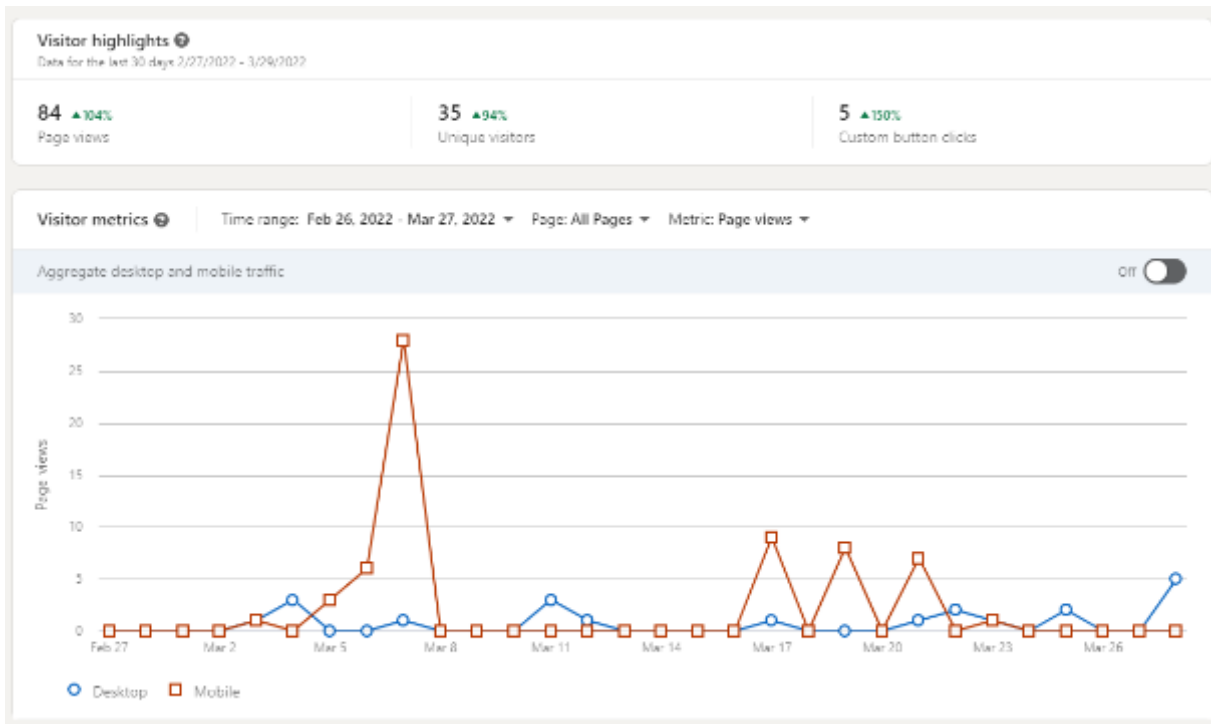 Visitor highlights ?
Data for the last 30 days 2/27/2022 - 3/29/2022
84 ▲104%
Page views
35 ▲94%
Unique visitors
5 ▲150%
Custom button clicks
Visitor metrics ?
Time range: Feb 26, 2022 - Mar 27, 2022 ▼ Page: All Pages ▼ Metric: Page views ▼
Aggregate desktop and mobile traffic
Off
Page views
30
25
20
15
10
5
0
Feb 27 Mar 2 Mar 5 Mar 8 Mar 11 Mar 14 Mar 17 Mar 20 Mar 23 Mar 26
Desktop Mobile